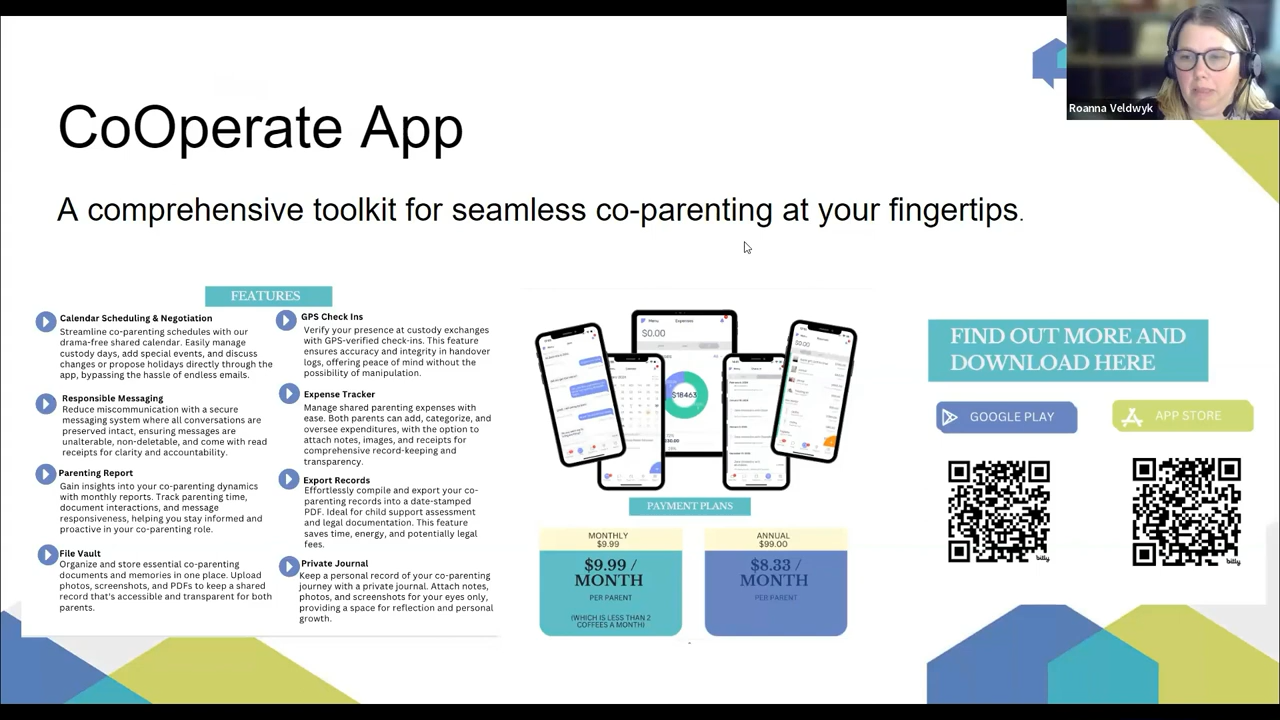 Roanna Veldwyk
CoOperate App
A comprehensive toolkit for seamless co-parenting at your fingertips.
FEATURES
Calendar Scheduling & Negotiation
Streamline co-parenting schedules with our
drama-free shared calendar. Easily manage
custody days, add special events, and discuss
changes or propose holidays directly through the
app, bypassing the hassle of endless emails.
Responsible Messaging
Reduce miscommunication with a secure
messaging system where all conversations are
preserved intact, ensuring messages are
unalterable, non-deletable, and come with read
receipts for clarity and accountability.
Parenting Report
Gain insights into your co-parenting dynamics
with monthly reports. Track parenting time,
document interactions, and message
responsiveness, helping you stay informed and
proactive in your co-parenting role.
File Vault
Organize and store essential co-parenting
documents and memories in one place. Upload
photos, screenshots, and PDFs to keep a shared
record that's accessible and transparent for both
parents.
GPS Check Ins
Verify your presence at custody exchanges
with GPS-verified check-ins. This feature
ensures accuracy and integrity in handover
logs, offering peace of mind without the
possibility of manipulation.
Expense Tracker
Manage shared parenting expenses with
ease. Both parents can add, categorize, and
oversee expenditures, with the option to
attach notes, images, and receipts for
comprehensive record-keeping and
transparency.
Export Records
Effortlessly compile and export your co-
parenting records into a date-stamped
PDF. Ideal for child support assessment
and legal documentation. This feature
saves time, energy, and potentially legal
fees.
Private Journal
Keep a personal record of your co-parenting
journey with a private journal. Attach notes,
photos, and screenshots for your eyes only,
providing a space for reflection and personal
growth.
Menu Expenses
$0.00
$18463
$0.00
PAYMENT PLANS
MONTHLY
$9.99
$9.99 /
MONTH
PER PARENT
(WHICH IS LESS THAN 2
COFFEES A MONTH)
ANNUAL
$99.00
$8.33 /
MONTH
PER PARENT
FIND OUT MORE AND
DOWNLOAD HERE
GOOGLE PLAY
APP STORE
bitly
bitly